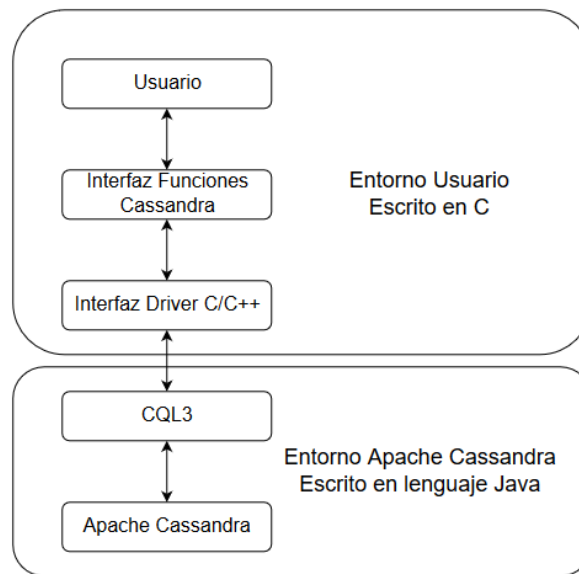 Usuario
Interfaz Funciones
Cassandra
Entorno Usuario
Escrito en C
Interfaz Driver C/C++
CQL3
Entorno Apache Cassandra
Escrito en lenguaje Java
Apache Cassandra